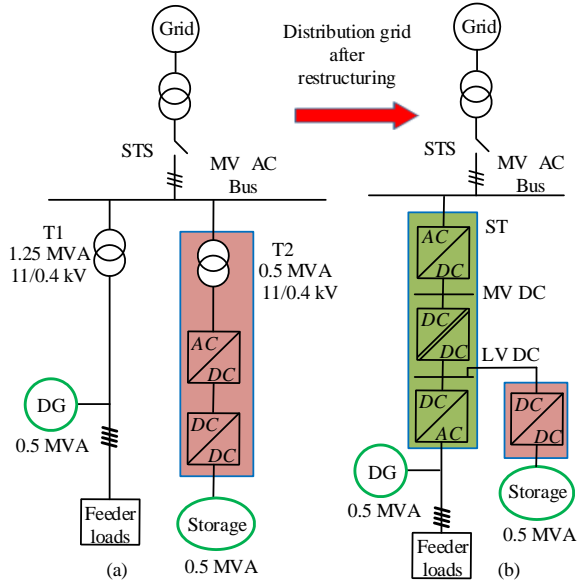 Grid
Distribution grid
after
restructuring
Grid
STS
MV AC
Bus
STS
MV AC
Bus
T1
1.25 MVA
11/0.4 kV
T2
0.5 MVA
11/0.4 kV
AC
DC
DC
DC
DG
0.5 MVA
Feeder
loads
Storage
0.5 MVA
(a)
ST
AC
DC
MV DC
DC
DC
LV DC
DC
AC
DC
DC
DG
0.5 MVA
Storage
0.5 MVA
Feeder
loads
(b)